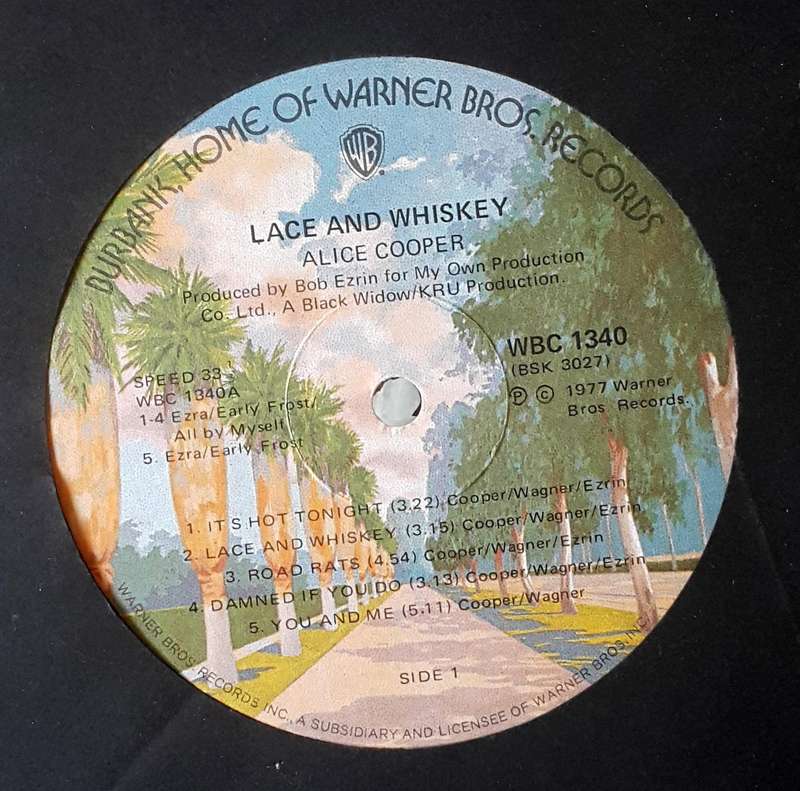 BURBANK, HOME OF WARNER BROS. RECORDS
WB
LACE AND WHISKEY
ALICE COOPER
Produced by Bob Ezrin for My Own Production
Co. Ltd., A Black Widow/KRU Production.
WBC 1340
(BSK 3027)
Ⓟ © 1977 Warner
Bros Records.
SPEED 33 1
WBC 1340A
1-4 Ezra/Early Frost/
All by Myself
5. Ezra/Early Frost
1. IT'S HOT TONIGHT (3.22) Cooper/Wagner/Ezrin
2. LACE AND WHISKEY (3.15) Cooper/Wagner/Ezrin
3. ROAD RATS (4.54) Cooper/Wagner/Ezrin
4. DAMNED IF YOU DO (3.13) Cooper/Wagner/Ezrin
5. YOU AND ME (5.11) Cooper/Wagner
SIDE 1
WARNER BROS. RECORDS INC., A SUBSIDIARY AND LICENSEE OF WARNER BROS. INC.